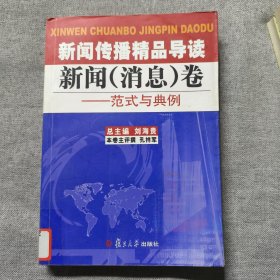 XINWEN CHUANBO JINGPIN DAODU
新闻传播精品导读
新闻(消息)卷
——范式与典例
总主编 刘海贵
本卷主评撰 孔祥军
復旦大學出版社